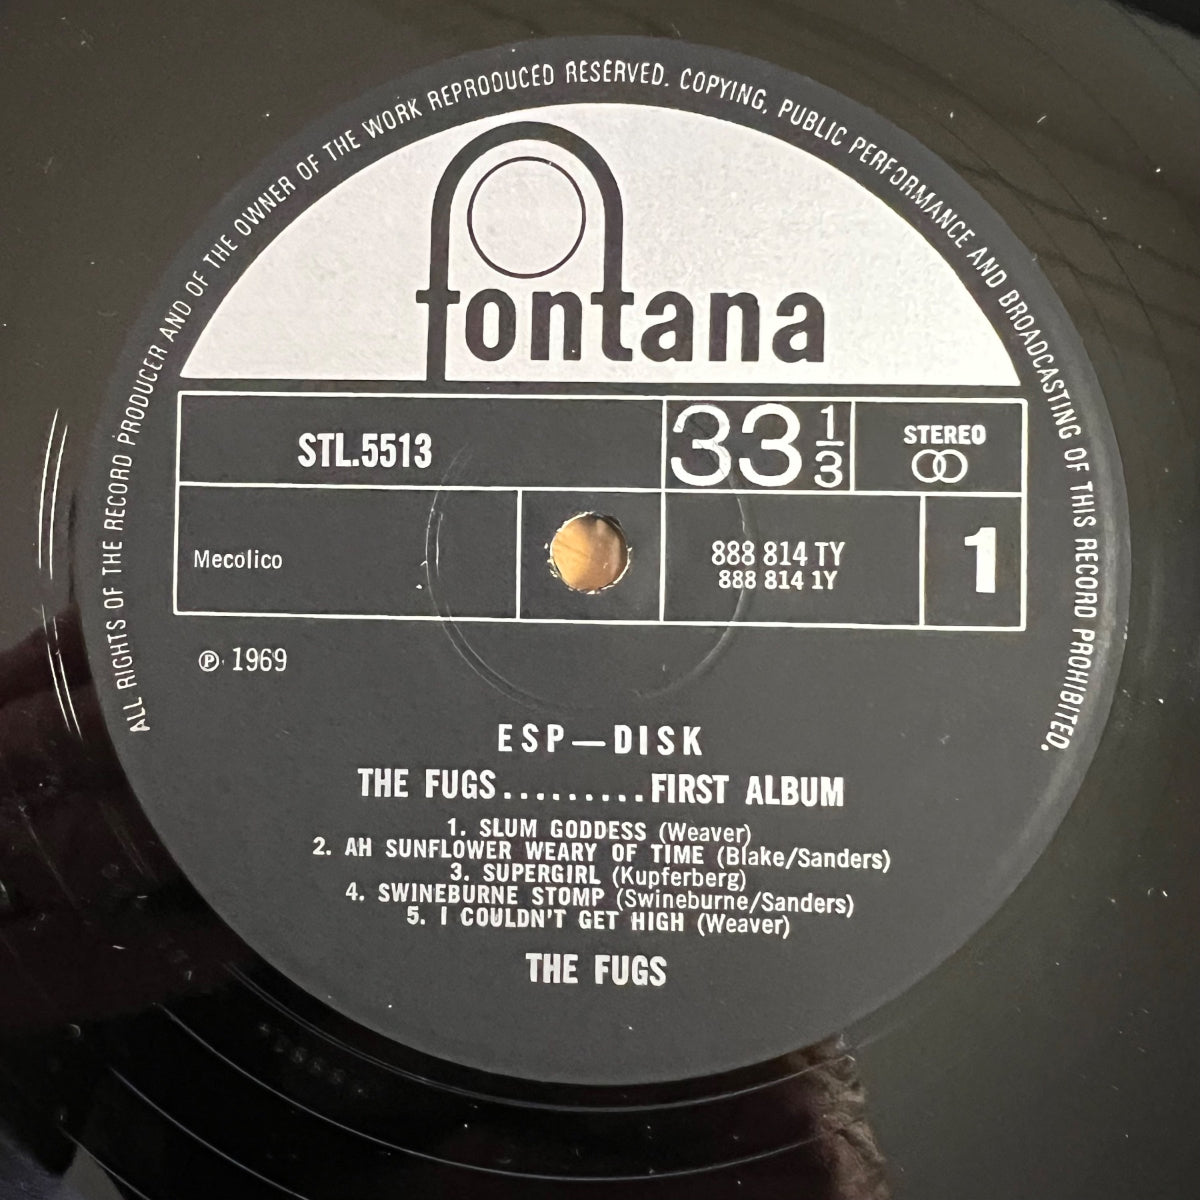 ALL RIGHTS OF THE RECORD PRODUCER AND OF THE OWNER OF THE WORK REPRODUCED RESERVED. COPYING, PUBLIC PERFORMANCE AND BROADCASTING OF THIS RECORD PROHIBITED.
fontana
STL.5513
33 1/3
STEREO
Mecolico
888 814 TY
888 814 1Y
1
℗ 1969
ESP—DISK
THE FUGS.........FIRST ALBUM
1. SLUM GODDESS (Weaver)
2. AH SUNFLOWER WEARY OF TIME (Blake/Sanders)
3. SUPERGIRL (Kupferberg)
4. SWINEBURNE STOMP (Swineburne/Sanders)
5. I COULDN'T GET HIGH (Weaver)
THE FUGS